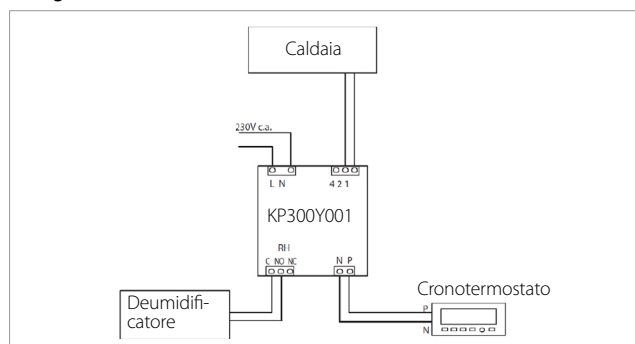 Caldaia
230V c.a.
L N
4 2 1
KP300Y001
RH
C NO NC
N P
Cronotermostato
Deumidifi-
catore
P
N